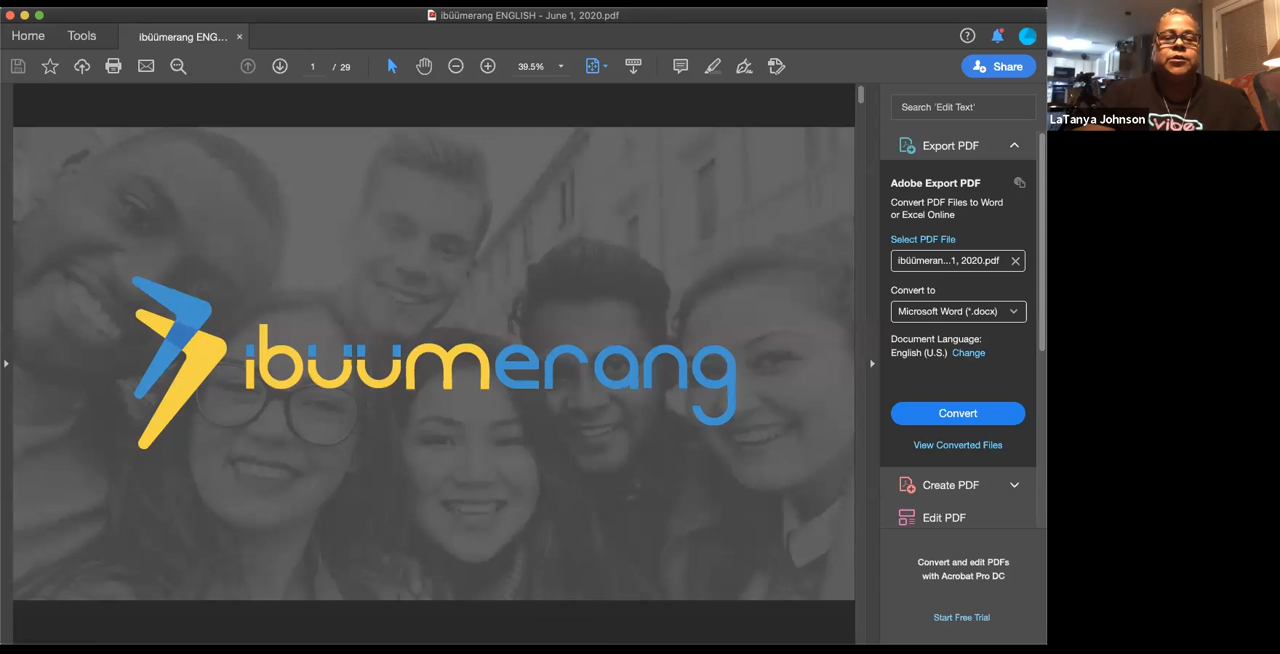 ibüümerang ENGLISH - June 1, 2020.pdf
Home
Tools
ibüümerang ENG... ×
1 / 29
39.5%
Share
Search 'Edit Text'
Export PDF
Adobe Export PDF
Convert PDF Files to Word
or Excel Online
Select PDF File
ibüümeran...1, 2020.pdf
Convert to
Microsoft Word (*.docx)
Document Language:
English (U.S.) Change
Convert
View Converted Files
Create PDF
Edit PDF
Convert and edit PDFs
with Acrobat Pro DC
Start Free Trial
ibüümerang
LaTanya Johnson
vibe